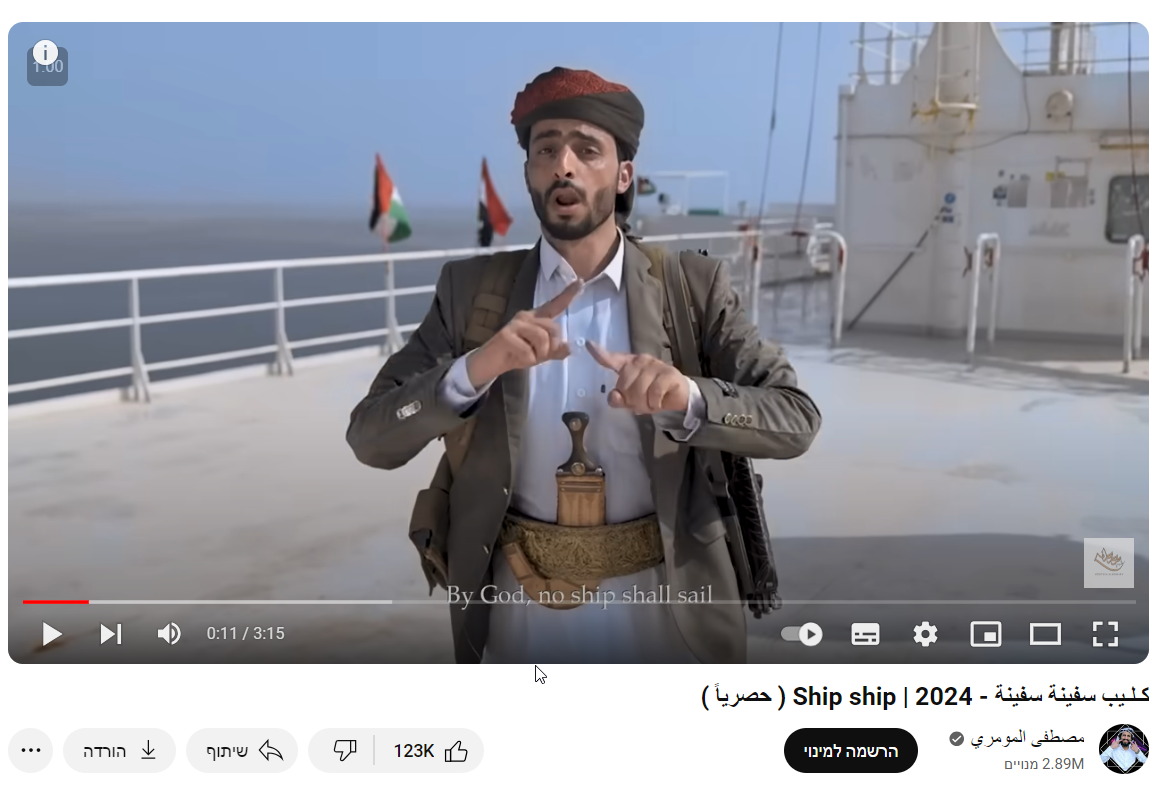 1.00
By God, no ship shall sail
0:11 / 3:15
كـلـيـب سفينة سفينة - Ship ship | 2024 ( حصرياً )
مصطفى المومري
2.89M מנויים
הרשמה למינוי
123K
שיתוף
הורדה